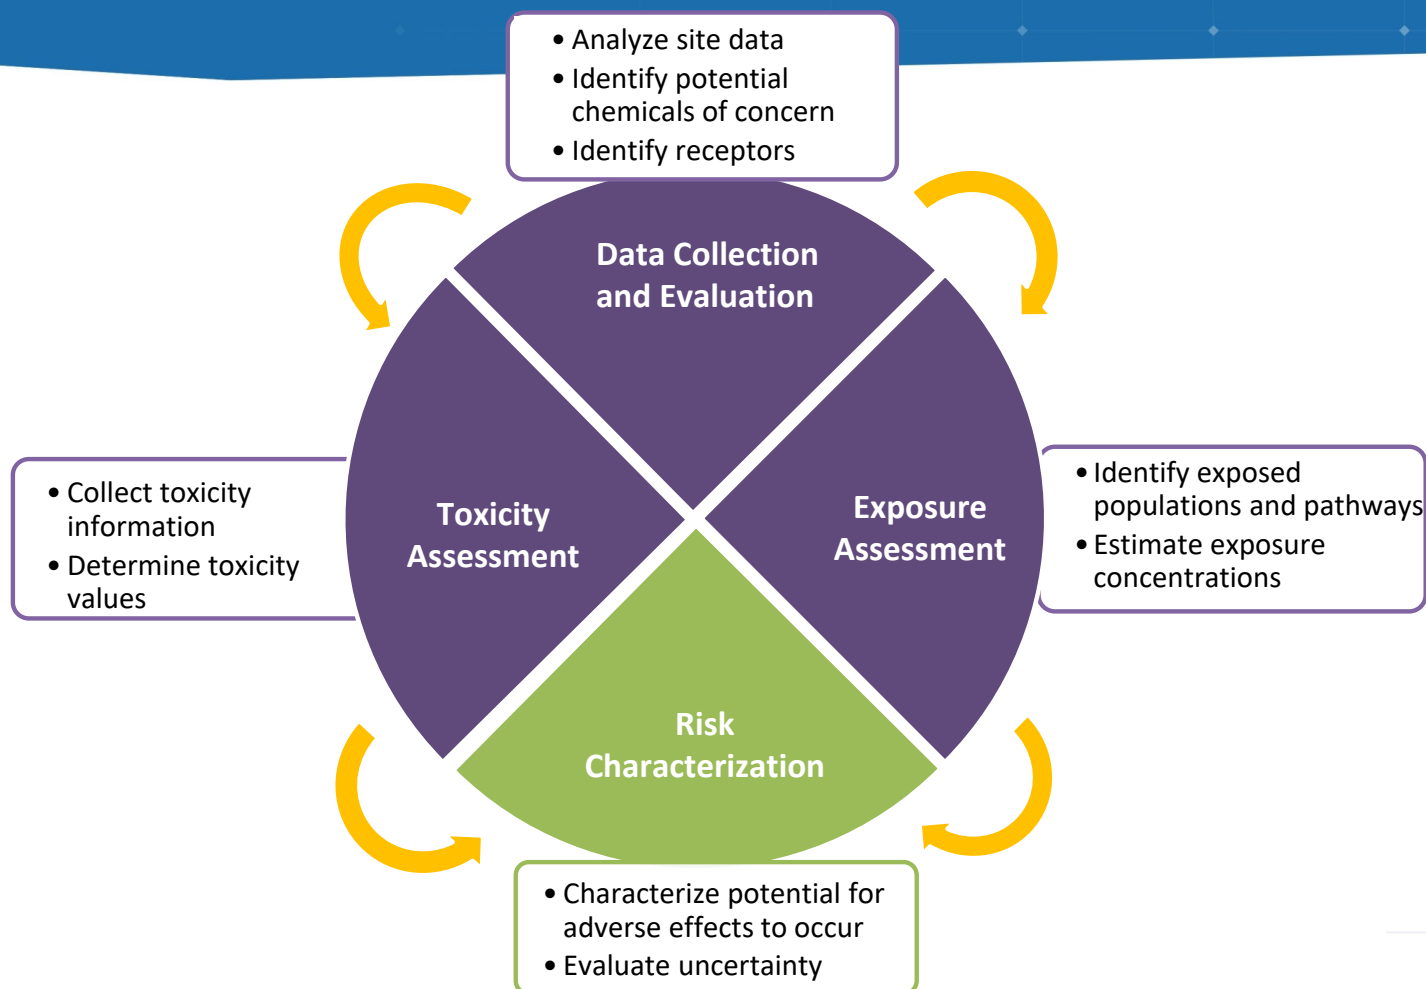 • Analyze site data
• Identify potential
chemicals of concern
• Identify receptors
Data Collection
and Evaluation
• Collect toxicity
information
• Determine toxicity
values
Toxicity
Assessment
Exposure
Assessment
• Identify exposed
populations and pathways
• Estimate exposure
concentrations
Risk
Characterization
• Characterize potential for
adverse effects to occur
• Evaluate uncertainty